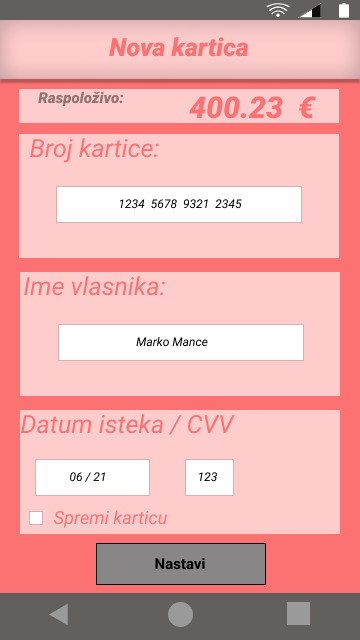 Nova kartica
Raspoloživo:
400.23 €
Broj kartice:
1234 5678 9321 2345
Ime vlasnika:
Marko Mance
Datum isteka / CVV
06 / 21
123
Spremi karticu
Nastavi